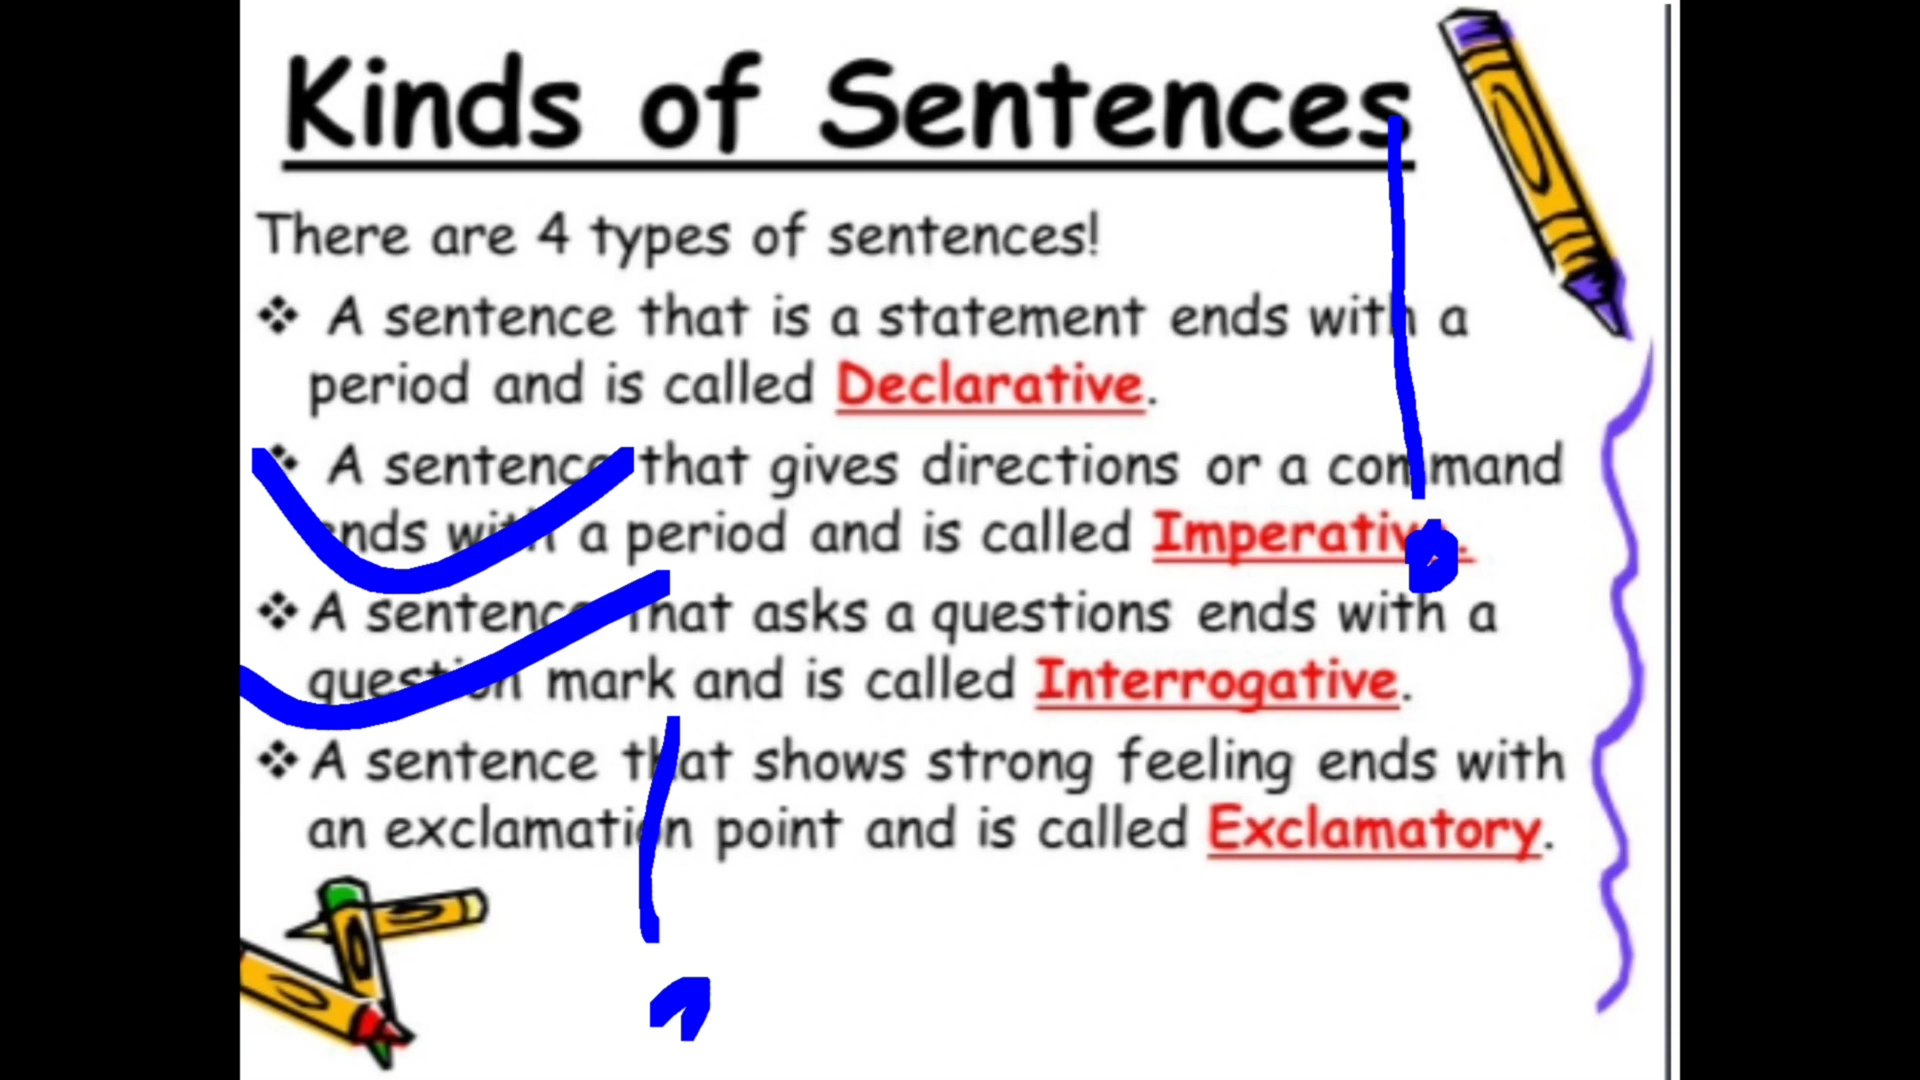 Kinds of Sentences
There are 4 types of sentences!
❖ A sentence that is a statement ends with a
period and is called Declarative.
❖ A sentence that gives directions or a command
ends with a period and is called Imperative.
❖ A sentence that asks a questions ends with a
question mark and is called Interrogative.
❖ A sentence that shows strong feeling ends with
an exclamation point and is called Exclamatory.